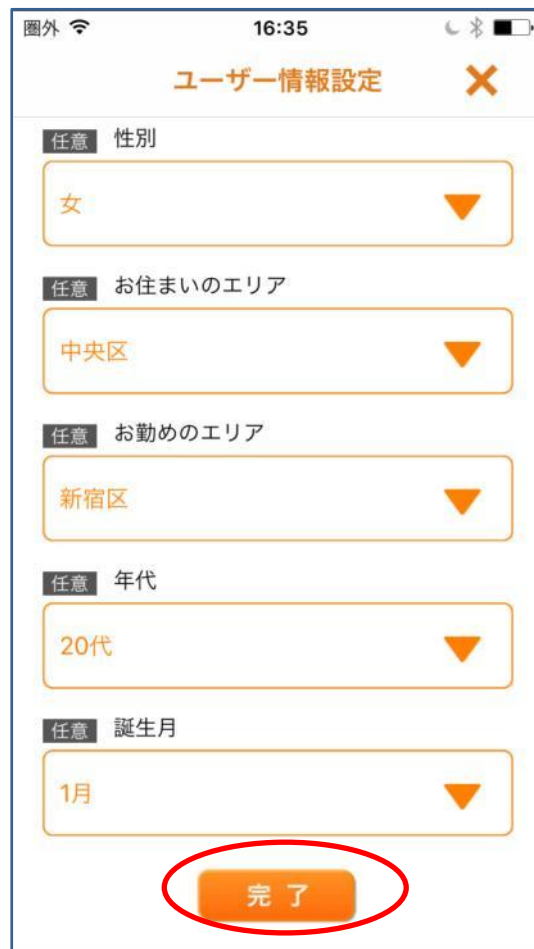 圏外 16:35
ユーザー情報設定
任意 性別
女
任意 お住まいのエリア
中央区
任意 お勤めのエリア
新宿区
任意 年代
20代
任意 誕生月
1月
完了